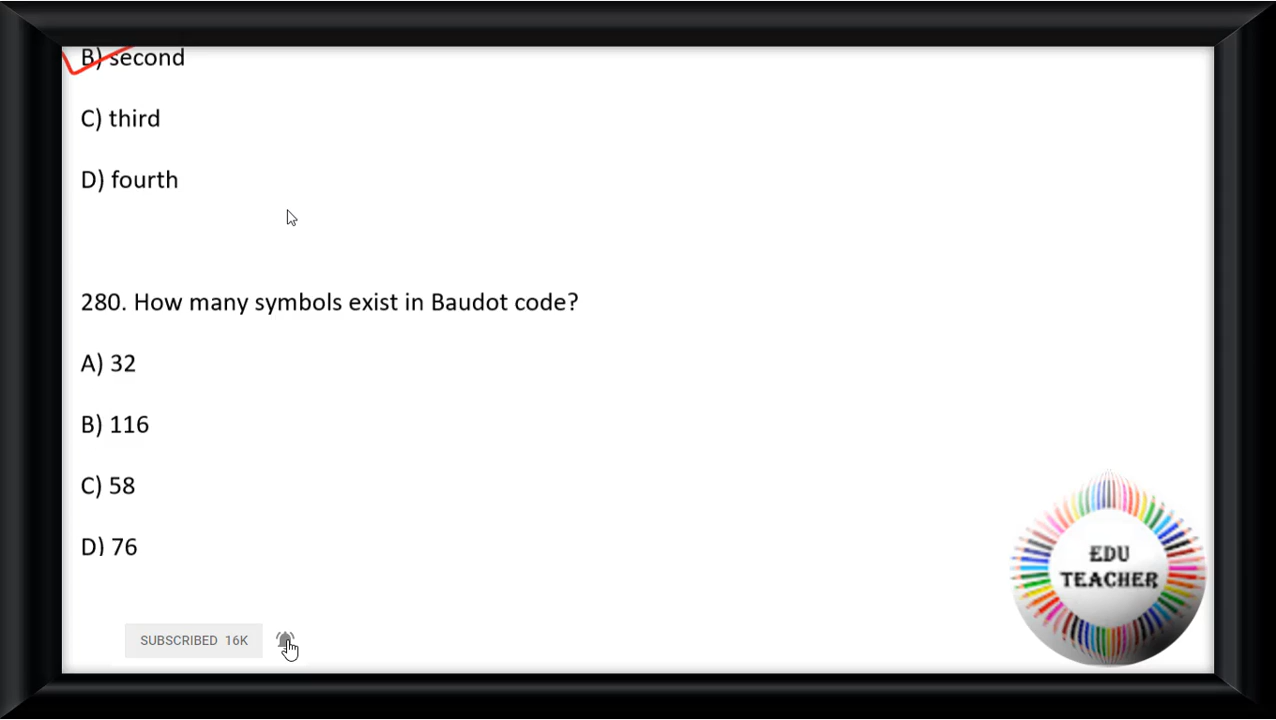 B) second
C) third
D) fourth
280. How many symbols exist in Baudot code?
A) 32
B) 116
C) 58
D) 76
EDU
TEACHER
SUBSCRIBED 16K